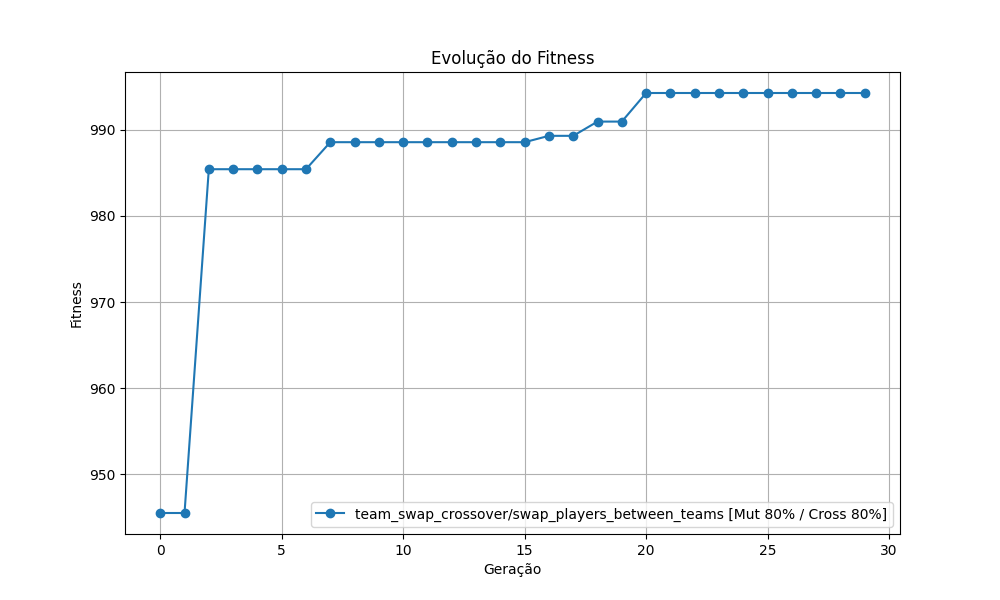 Evolução do Fitness
Fitness
990
980
970
960
950
team_swap_crossover/swap_players_between_teams [Mut 80% / Cross 80%]
0 5 10 15 20 25 30
Geração